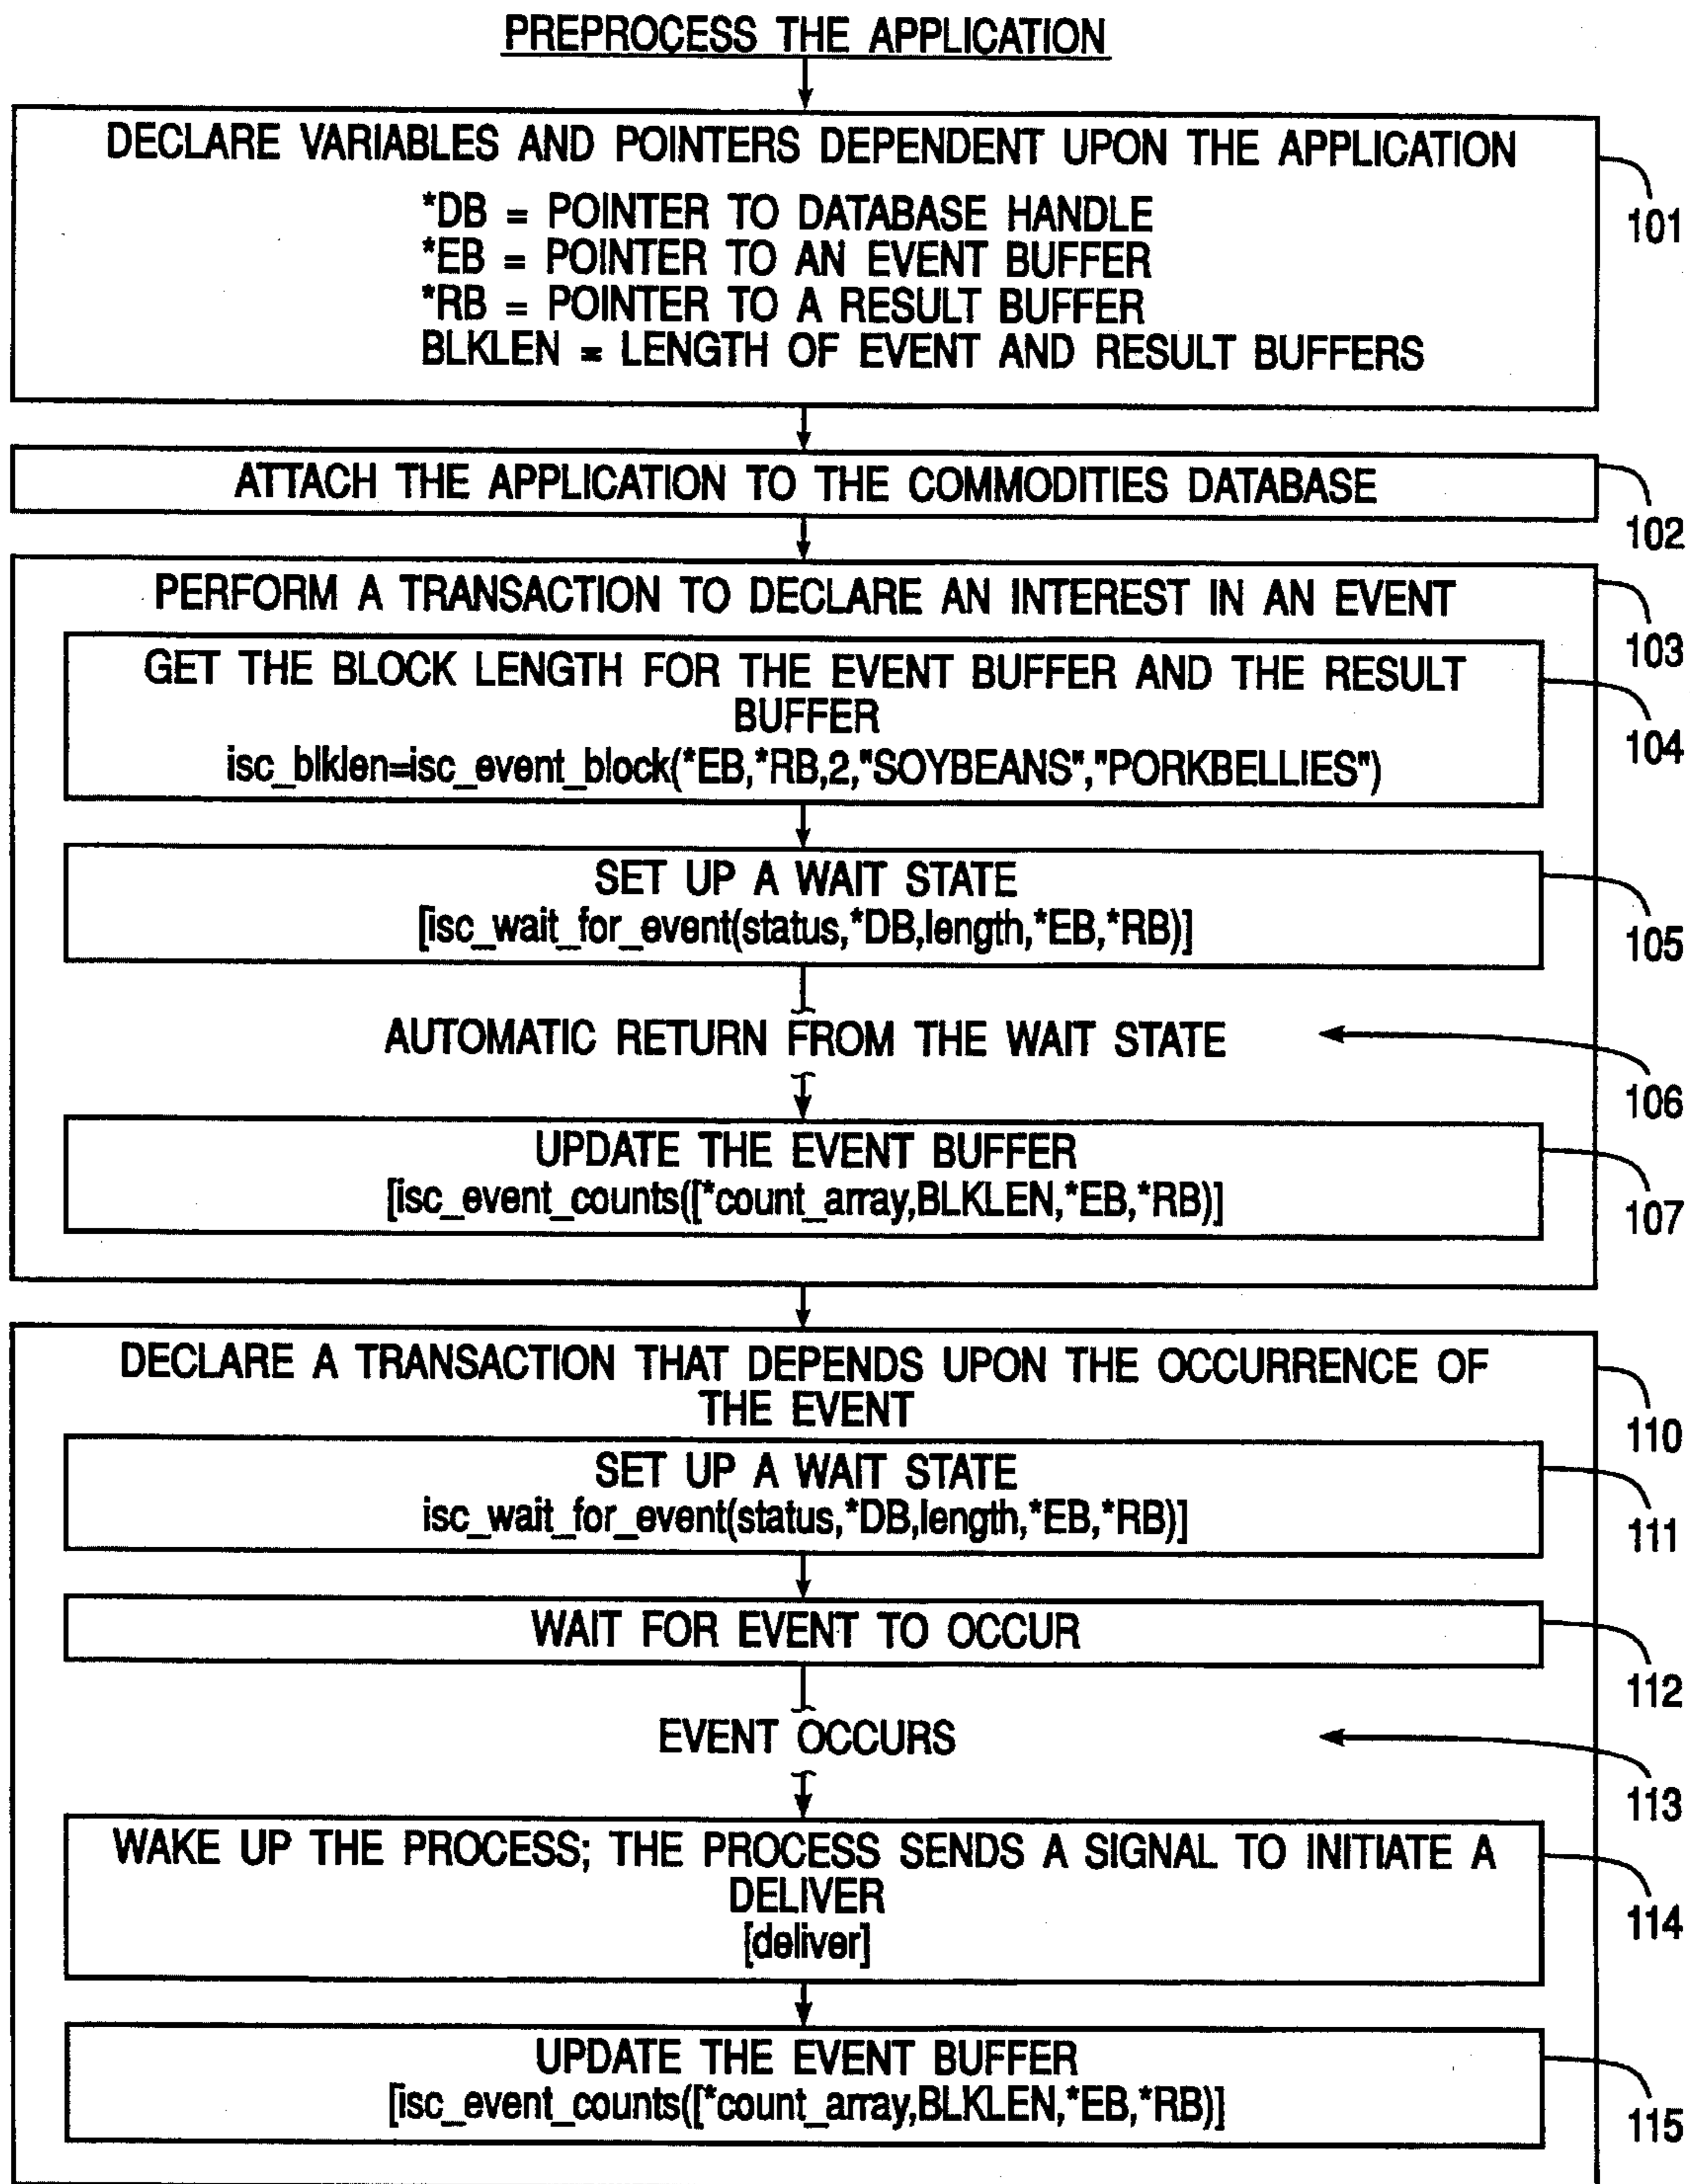 PREPROCESS THE APPLICATION
DECLARE VARIABLES AND POINTERS DEPENDENT UPON THE APPLICATION
*DB = POINTER TO DATABASE HANDLE
*EB = POINTER TO AN EVENT BUFFER
*RB = POINTER TO A RESULT BUFFER
BLKLEN = LENGTH OF EVENT AND RESULT BUFFERS
101
ATTACH THE APPLICATION TO THE COMMODITIES DATABASE
102
PERFORM A TRANSACTION TO DECLARE AN INTEREST IN AN EVENT
103
GET THE BLOCK LENGTH FOR THE EVENT BUFFER AND THE RESULT
BUFFER
isc_blklen=isc_event_block(*EB,*RB,2,"SOYBEANS","PORKBELLIES")
104
SET UP A WAIT STATE
[isc_wait_for_event(status,*DB,length,*EB,*RB)]
105
AUTOMATIC RETURN FROM THE WAIT STATE
106
UPDATE THE EVENT BUFFER
[isc_event_counts([*count_array,BLKLEN,*EB,*RB)]
107
DECLARE A TRANSACTION THAT DEPENDS UPON THE OCCURRENCE OF
THE EVENT
110
SET UP A WAIT STATE
isc_wait_for_event(status,*DB,length,*EB,*RB)]
111
WAIT FOR EVENT TO OCCUR
112
EVENT OCCURS
113
WAKE UP THE PROCESS; THE PROCESS SENDS A SIGNAL TO INITIATE A
DELIVER
[deliver]
114
UPDATE THE EVENT BUFFER
[isc_event_counts([*count_array,BLKLEN,*EB,*RB)]
115